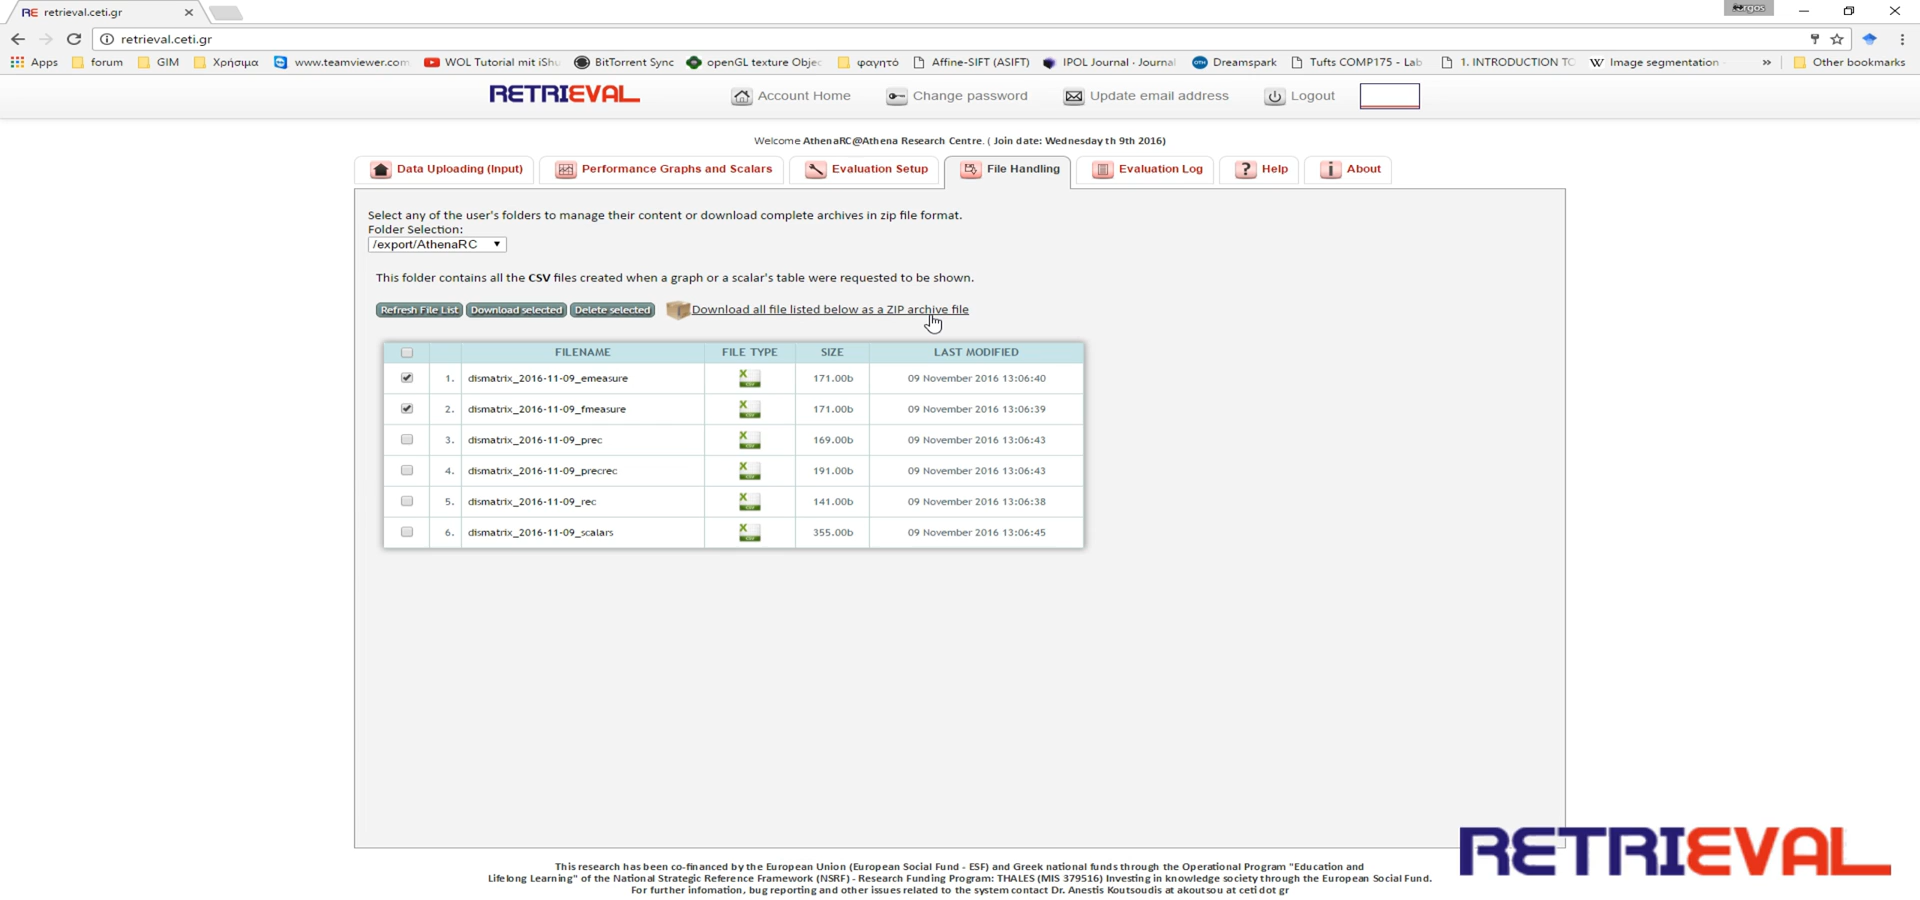 RE retrieval.ceti.gr
retrieval.ceti.gr
Apps forum GIM Χρήσιμα www.teamviewer.com WOL Tutorial mit iShu BitTorrent Sync openGL texture Objec φαγητό Affine-SIFT (ASIFT) IPOL Journal · Journal Dreamspark Tufts COMP175 - Lab 1. INTRODUCTION TO Image segmentation » Other bookmarks
RETRIEVAL Account Home Change password Update email address Logout
Welcome AthenaRC@Athena Research Centre. ( Join date: Wednesday th 9th 2016)
Data Uploading (Input) Performance Graphs and Scalars Evaluation Setup File Handling Evaluation Log Help About
Select any of the user's folders to manage their content or download complete archives in zip file format.
Folder Selection:
/export/AthenaRC
This folder contains all the CSV files created when a graph or a scalar's table were requested to be shown.
Refresh File List Download selected Delete selected Download all file listed below as a ZIP archive file
FILENAME FILE TYPE SIZE LAST MODIFIED
1. dismatrix_2016-11-09_emeasure 171.00b 09 November 2016 13:06:40
2. dismatrix_2016-11-09_fmeasure 171.00b 09 November 2016 13:06:39
3. dismatrix_2016-11-09_prec 169.00b 09 November 2016 13:06:43
4. dismatrix_2016-11-09_precrec 191.00b 09 November 2016 13:06:43
5. dismatrix_2016-11-09_rec 141.00b 09 November 2016 13:06:38
6. dismatrix_2016-11-09_scalars 355.00b 09 November 2016 13:06:45
RETRIEVAL
This research has been co-financed by the European Union (European Social Fund - ESF) and Greek national funds through the Operational Program "Education and
Lifelong Learning" of the National Strategic Reference Framework (NSRF) - Research Funding Program: THALES (MIS 379516) Investing in knowledge society through the European Social Fund.
For further infomation, bug reporting and other issues related to the system contact Dr. Anestis Koutsoudis at akoutsou at ceti dot gr